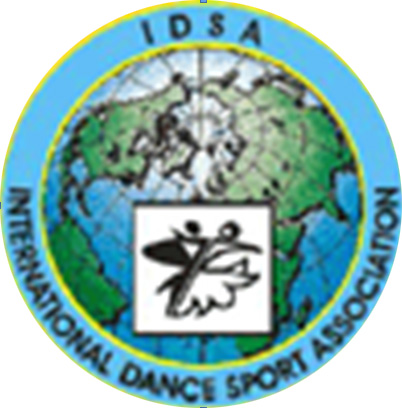 IDSA
INTERNATIONAL DANCE SPORT ASSOCIATION